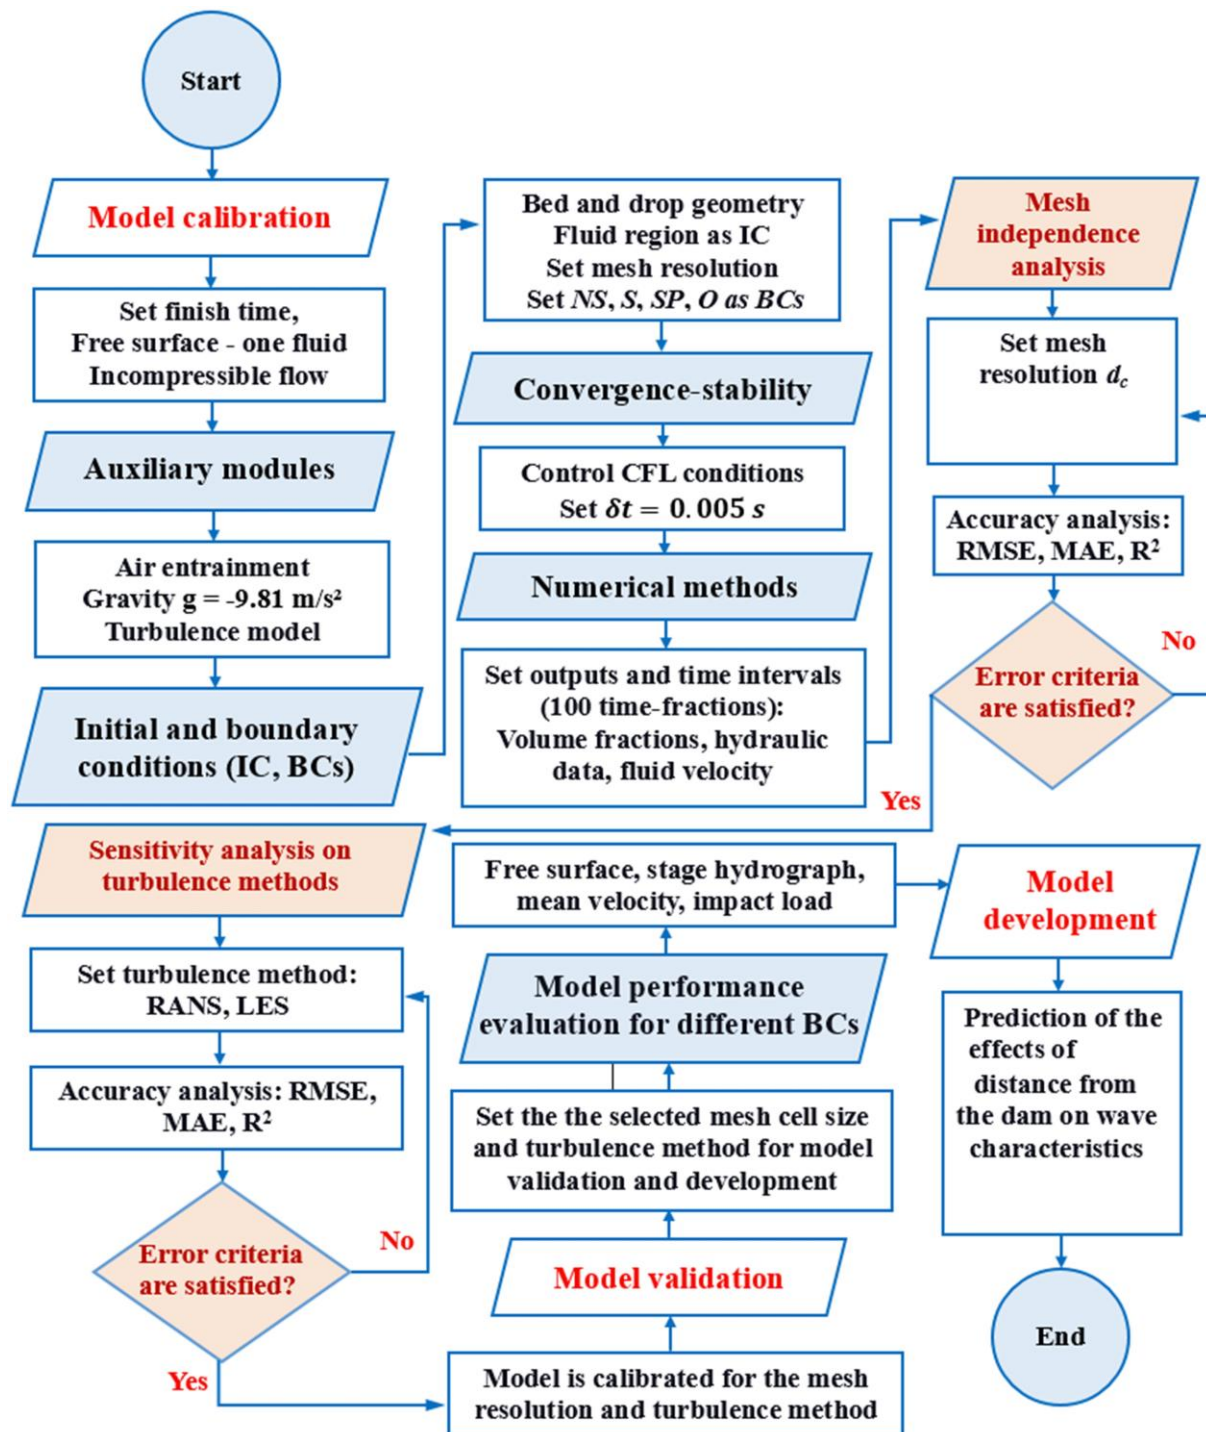 Start
Model calibration
Set finish time,
Free surface - one fluid
Incompressible flow
Auxiliary modules
Air entrainment
Gravity g = -9.81 m/s²
Turbulence model
Initial and boundary
conditions (IC, BCs)
Bed and drop geometry
Fluid region as IC
Set mesh resolution
Set NS, S, SP, O as BCs
Convergence-stability
Control CFL conditions
Set δt = 0.005 s
Numerical methods
Set outputs and time intervals
(100 time-fractions):
Volume fractions, hydraulic
data, fluid velocity
Mesh
independence
analysis
Set mesh
resolution d_c
Accuracy analysis:
RMSE, MAE, R²
Error criteria
are satisfied?
No
Yes
Sensitivity analysis on
turbulence methods
Set turbulence method:
RANS, LES
Accuracy analysis: RMSE,
MAE, R²
Error criteria
are satisfied?
No
Yes
Model is calibrated for the mesh
resolution and turbulence method
Model validation
Set the the selected mesh cell size
and turbulence method for model
validation and development
Model performance
evaluation for different BCs
Free surface, stage hydrograph,
mean velocity, impact load
Model
development
Prediction of the
effects of
distance from
the dam on wave
characteristics
End